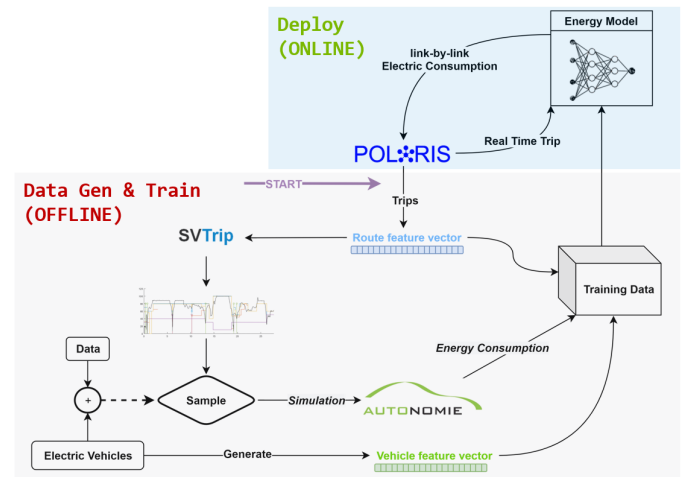 Deploy
(ONLINE)
Energy Model
link-by-link
Electric Consumption
POLARIS
Real Time Trip
Data Gen & Train
(OFFLINE)
START
Trips
SVTrip
Route feature vector
Training Data
Data
Energy Consumption
+
Sample
Simulation
AUTONOMIE
Electric Vehicles
Generate
Vehicle feature vector